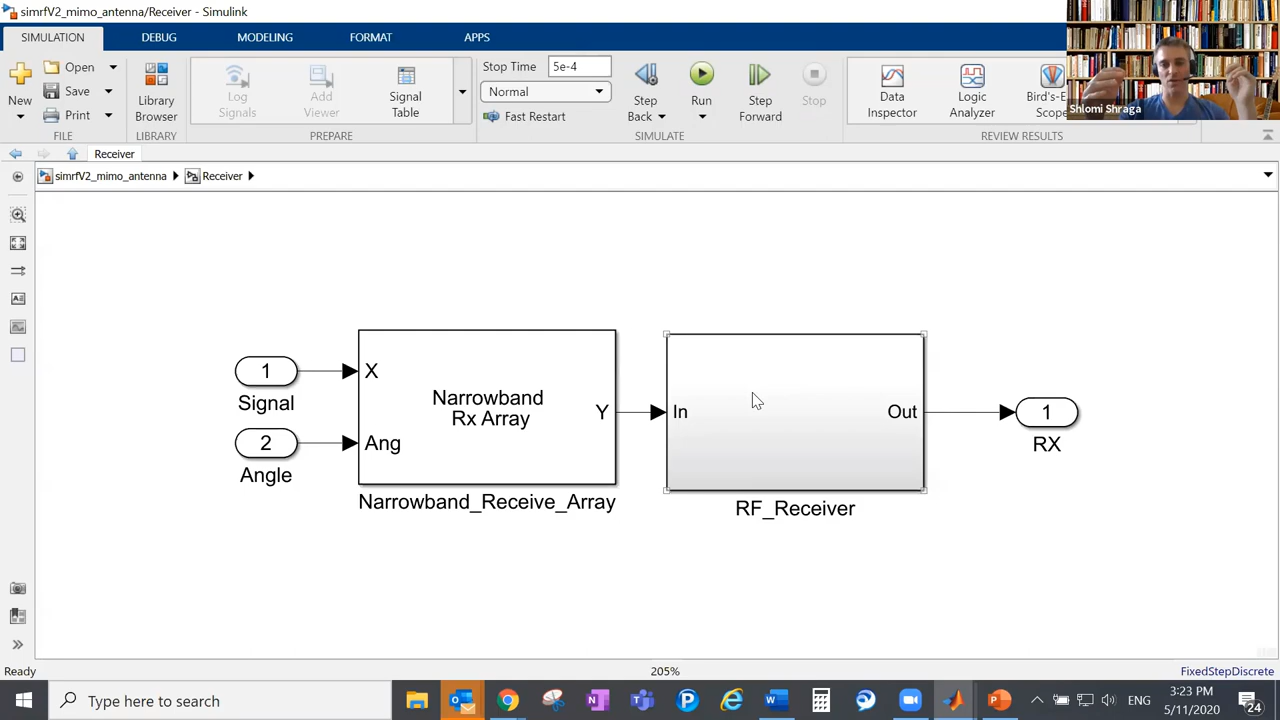 simrfV2_mimo_antenna/Receiver - Simulink
SIMULATION DEBUG MODELING FORMAT APPS
New
Open
Save
Print
FILE
Library
Browser
LIBRARY
Log
Signals
Add
Viewer
Signal
Table
PREPARE
Stop Time 5e-4
Normal
Fast Restart
Step
Back
Run
Step
Forward
Stop
SIMULATE
Data
Inspector
Logic
Analyzer
Bird's-E
Scop
REVIEW RESULTS
Shlomi Shraga
Receiver
simrfV2_mimo_antenna Receiver
1
Signal
2
Angle
X
Ang
Narrowband
Rx Array
Y
Narrowband_Receive_Array
In
Out
RF_Receiver
1
RX
Ready 205% FixedStepDiscrete
Type here to search
ENG
3:23 PM
5/11/2020
24